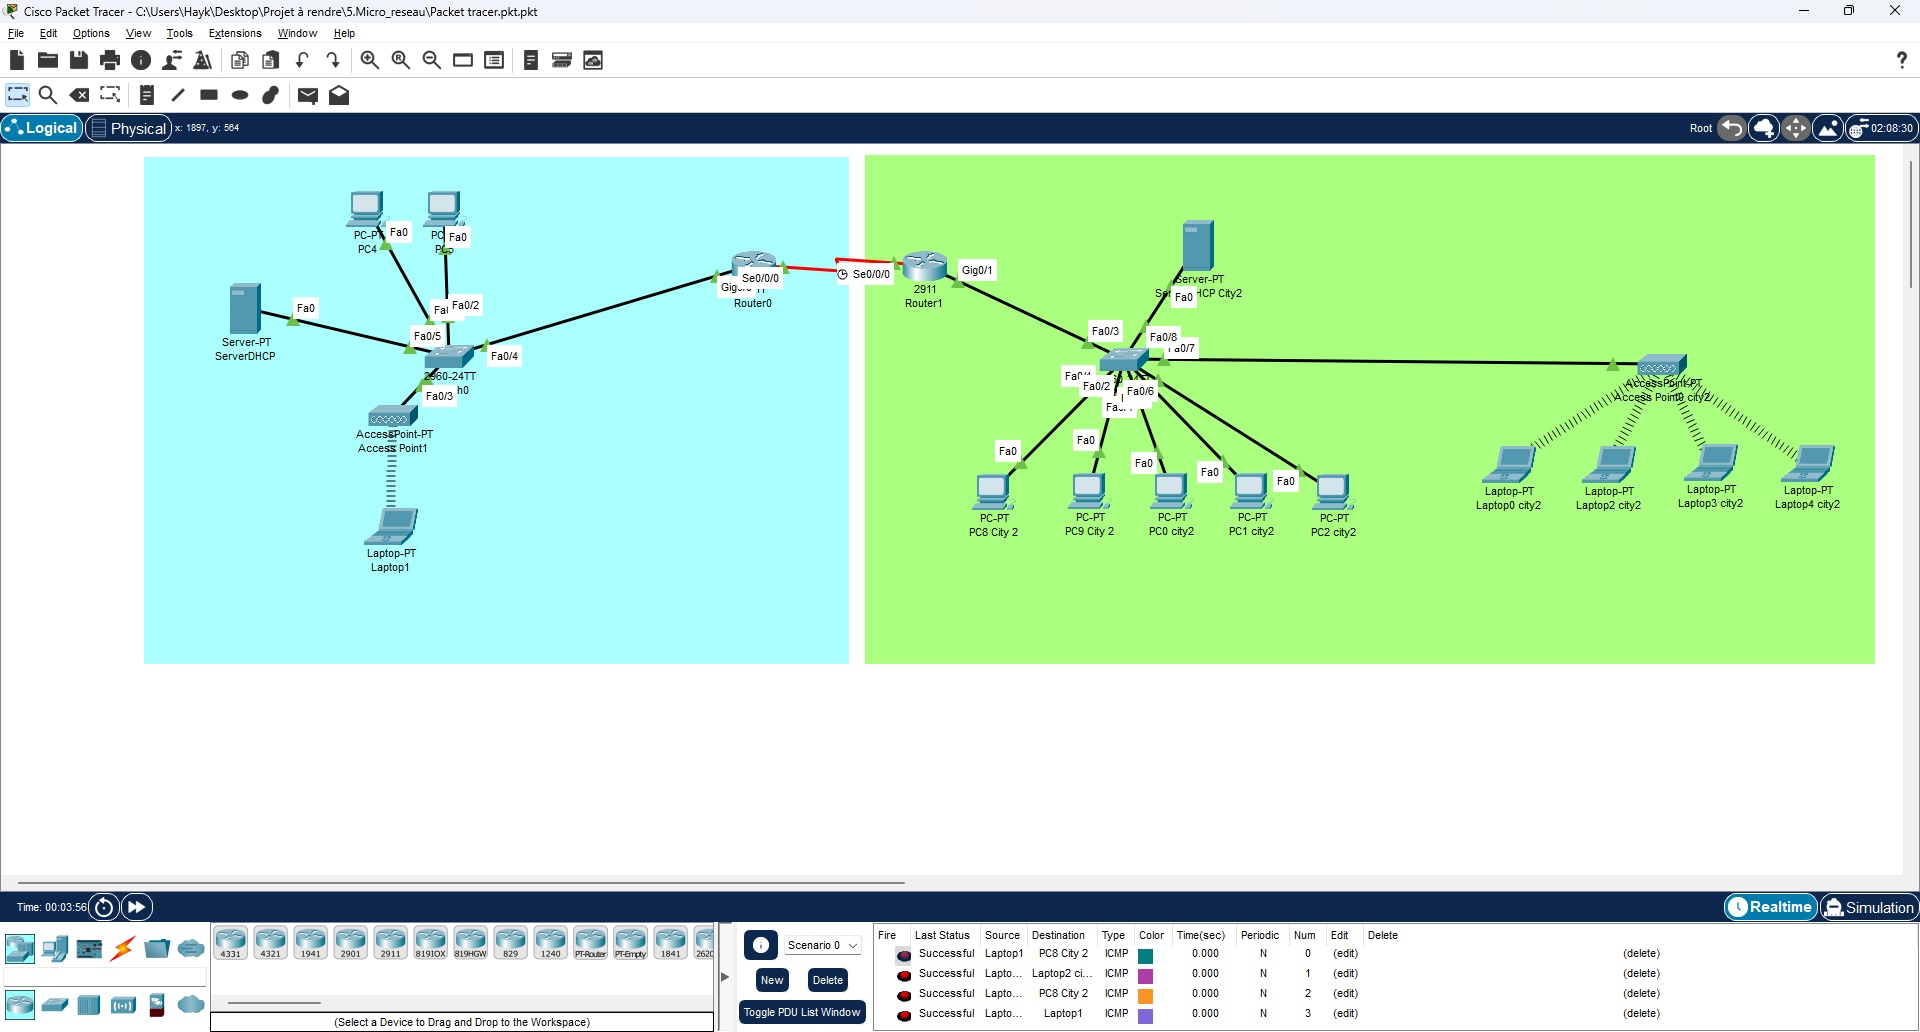 Cisco Packet Tracer - C:\Users\Hayk\Desktop\Projet à rendre\5.Micro_reseau\Packet tracer.pkt.pkt
File Edit Options View Tools Extensions Window Help
Logical Physical x: 1897, y: 564 Root 02:08:30
PC-PT
PC4
Fa0
Fa0
Server-PT
ServerDHCP
Fa0
Fa0/2
Fa0/5
Fa0/4
2960-24TT
Fa0/3
AccessPoint-PT
Access Point1
Laptop-PT
Laptop1
Se0/0/0
Router0
Se0/0/0
2911
Router1
Gig0/1
Server-PT
HCP City2
Fa0
Fa0/3
Fa0/8
Fa0/7
Fa0/1
Fa0/2
Fa0/6
Fa0
Fa0
Fa0
Fa0
Fa0
PC-PT
PC8 City 2
PC-PT
PC9 City 2
PC-PT
PC0 city2
PC-PT
PC1 city2
PC-PT
PC2 city2
AccessPoint-PT
Access Point0 city2
Laptop-PT
Laptop0 city2
Laptop-PT
Laptop2 city2
Laptop-PT
Laptop3 city2
Laptop-PT
Laptop4 city2
Time: 00:03:56 Realtime Simulation
4331 4321 1941 2901 2911 819IOX 819HGW 829 1240 PT-Router PT-Empty 1841 2620
(Select a Device to Drag and Drop to the Workspace)
Scenario 0
New Delete
Toggle PDU List Window
Fire Last Status Source Destination Type Color Time(sec) Periodic Num Edit Delete
Successful Laptop1 PC8 City 2 ICMP 0.000 N 0 (edit) (delete)
Successful Lapto... Laptop2 ci... ICMP 0.000 N 1 (edit) (delete)
Successful Lapto... PC8 City 2 ICMP 0.000 N 2 (edit) (delete)
Successful Lapto... Laptop1 ICMP 0.000 N 3 (edit) (delete)